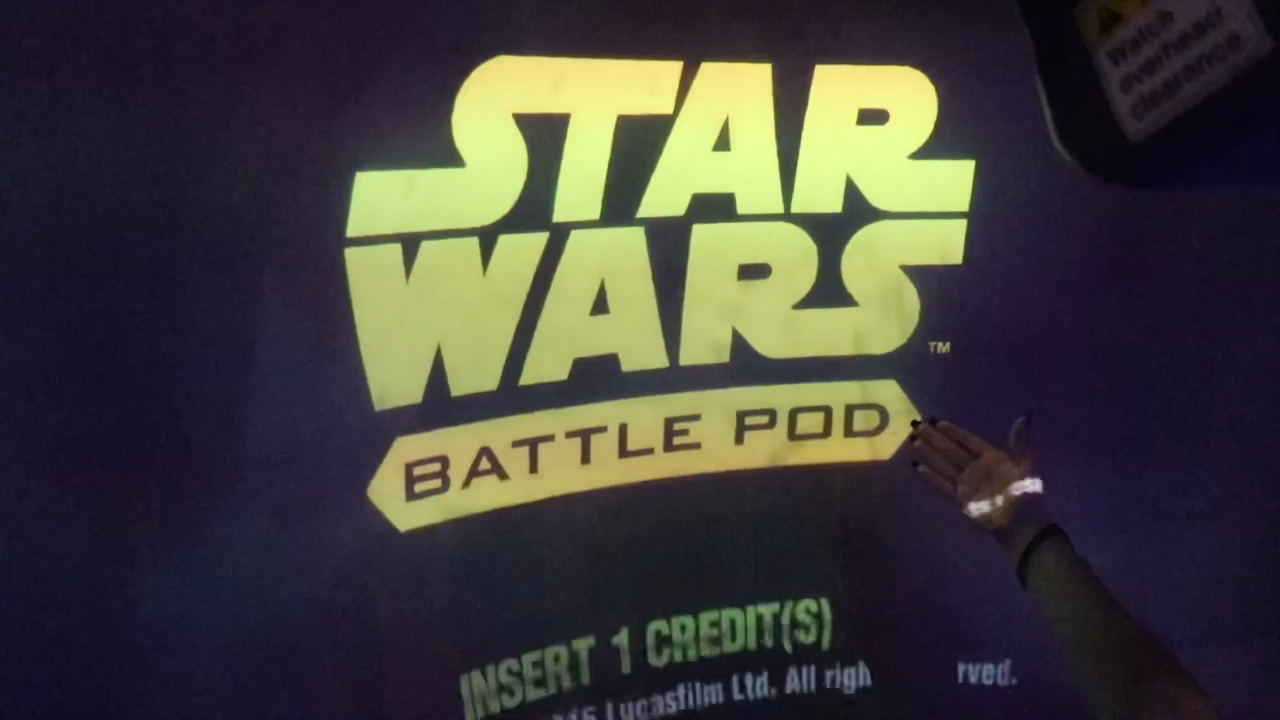 STAR
WARS
TM
BATTLE POD
INSERT 1 CREDIT(S)
Lucasfilm Ltd. All righ rved.
Watch
overhead
clearance